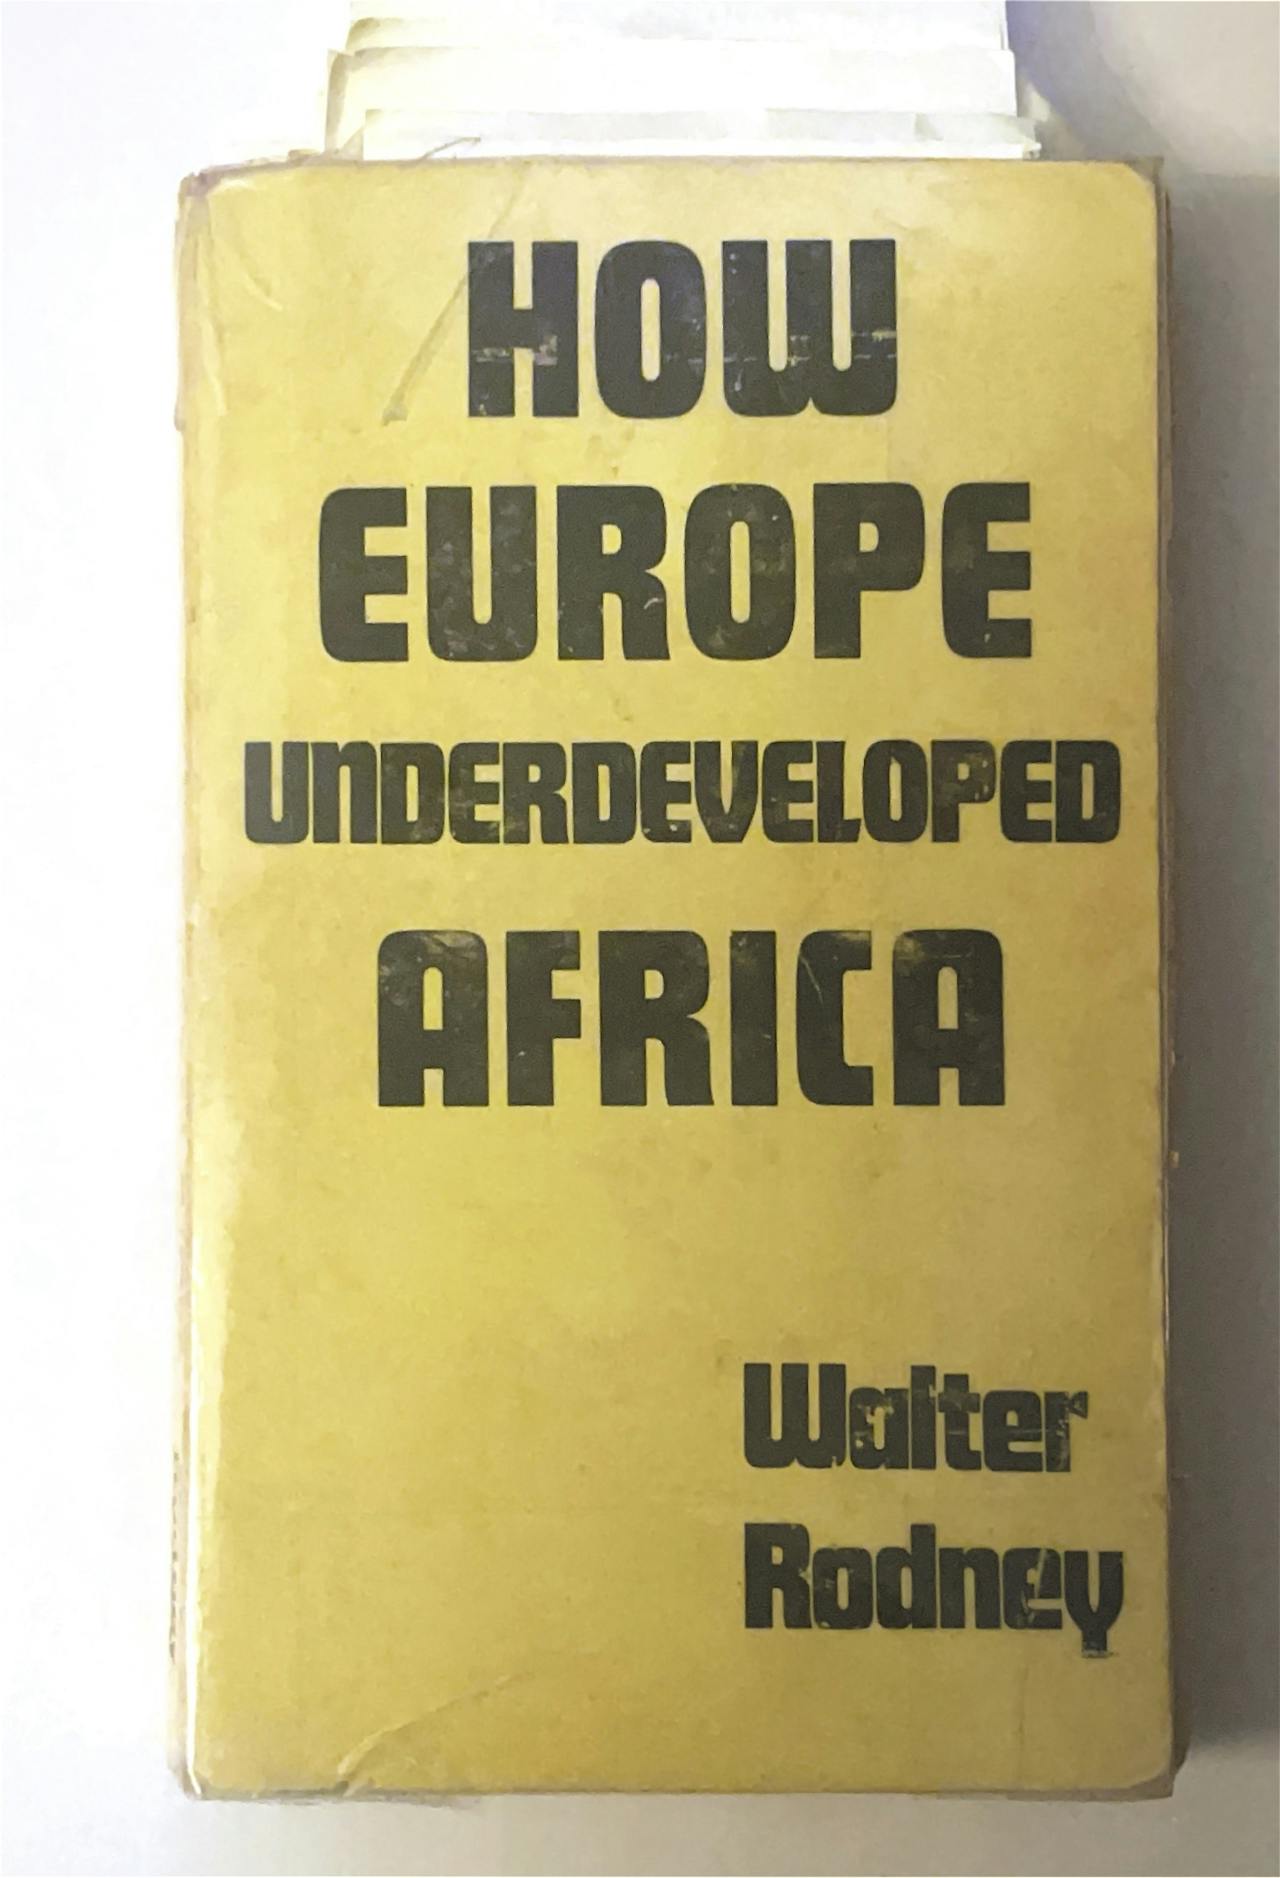 HOW
EUROPE
UNDERDEVELOPED
AFRICA
Walter
Rodney